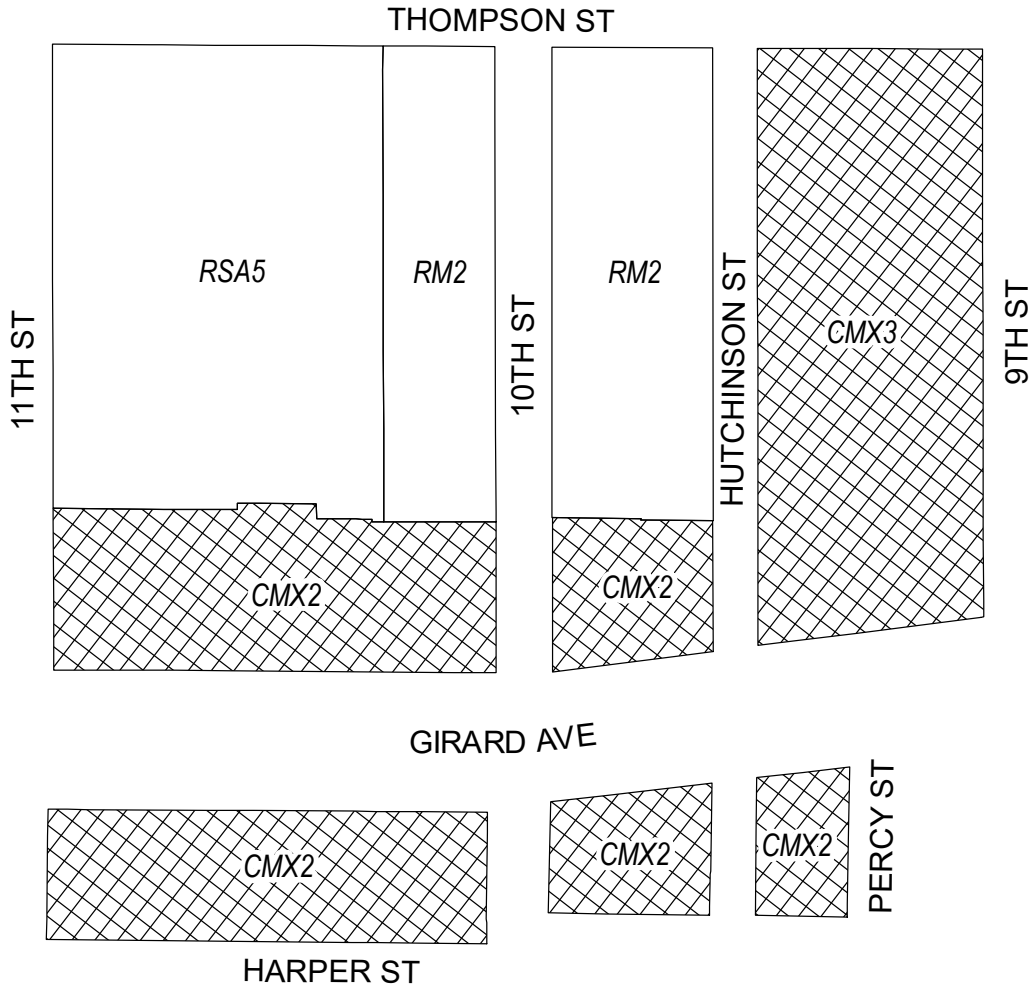 THOMPSON ST
RSA5
RM2
RM2
CMX3
11TH ST
10TH ST
HUTCHINSON ST
9TH ST
CMX2
CMX2
GIRARD AVE
CMX2
CMX2
CMX2
PERCY ST
HARPER ST